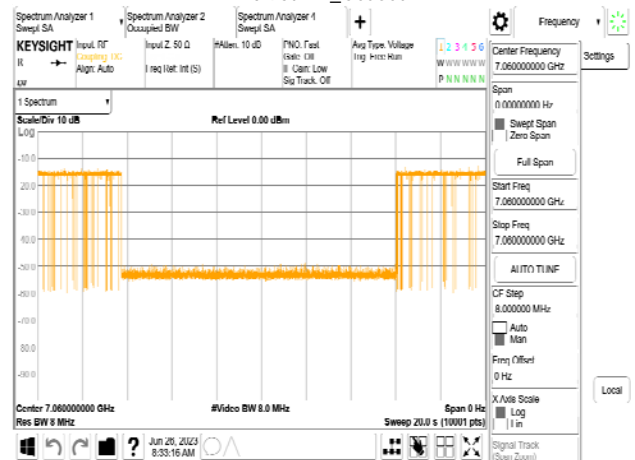 Spectrum Analyzer 1
Swept SA
Spectrum Analyzer 2
Occupied BW
Spectrum Analyzer 4
Swept SA
+
Frequency
KEYSIGHT
R
Input: RF
Coupling: DC
Align: Auto
Input Z: 50 Ω
Freq Ref: Int (S)
#Atten: 10 dB
PNO: Fast
Gate: Off
IF Gain: Low
Sig Track: Off
Avg Type: Voltage
Trig: Free Run
1 2 3 4 5 6
W W W W W W
P N N N N N
Center Frequency
7.060000000 GHz
Settings
Span
0.00000000 Hz
Swept Span
Zero Span
Full Span
Start Freq
7.060000000 GHz
Stop Freq
7.060000000 GHz
AUTO TUNE
CF Step
8.000000 MHz
Auto
Man
Freq Offset
0 Hz
X Axis Scale
Log
Lin
Signal Track
(Span Zoom)
Local
1 Spectrum
Scale/Div 10 dB
Ref Level 0.00 dBm
Log
-10.0
-20.0
-30.0
-40.0
-50.0
-60.0
-70.0
-80.0
-90.0
Center 7.060000000 GHz
#Video BW 8.0 MHz
Span 0 Hz
Res BW 8 MHz
Sweep 20.0 s (10001 pts)
?
Jun 26, 2023
8:33:16 AM